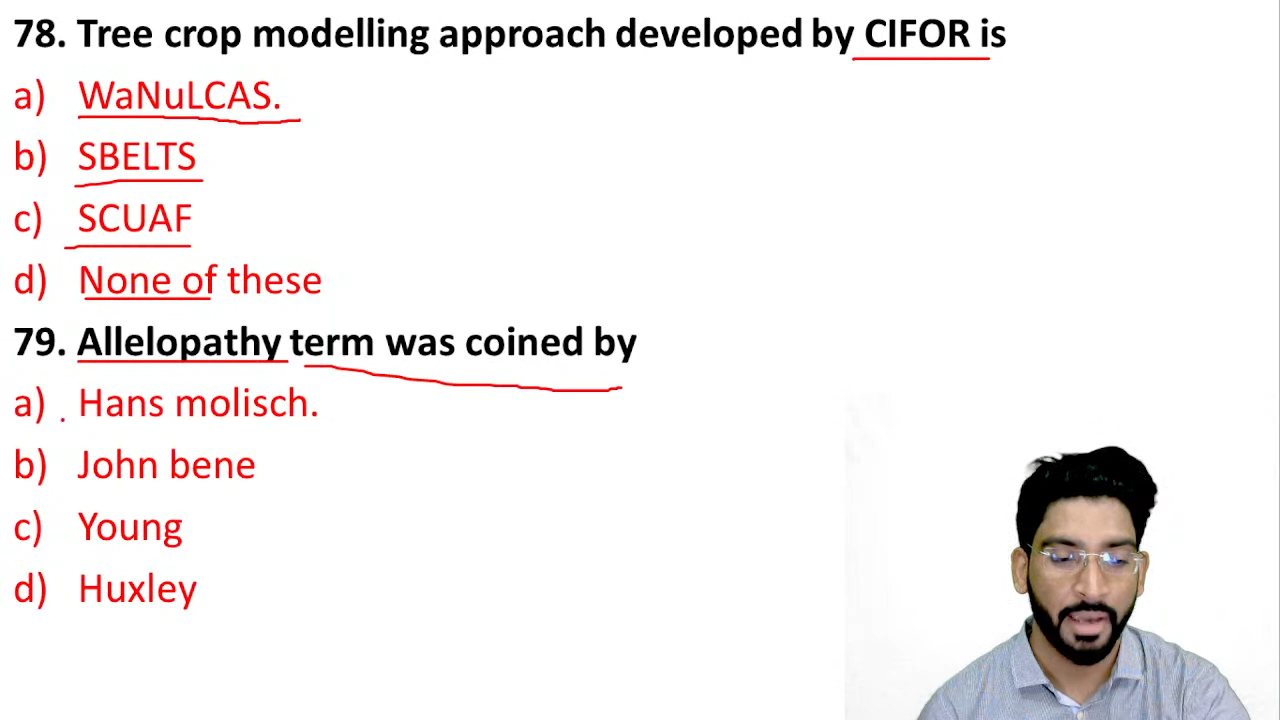 78. Tree crop modelling approach developed by CIFOR is
a) WaNuLCAS.
b) SBELTS
c) SCUAF
d) None of these
79. Allelopathy term was coined by
a) Hans molisch.
b) John bene
c) Young
d) Huxley